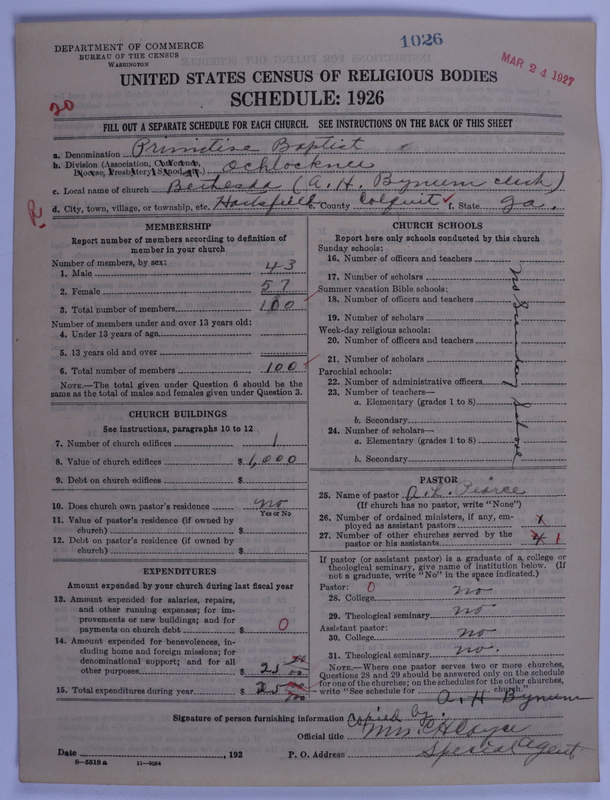 DEPARTMENT OF COMMERCE
BUREAU OF THE CENSUS
WASHINGTON
1026
MAR 24 1927
UNITED STATES CENSUS OF RELIGIOUS BODIES
SCHEDULE: 1926
20
FILL OUT A SEPARATE SCHEDULE FOR EACH CHURCH. SEE INSTRUCTIONS ON THE BACK OF THIS SHEET
a. Denomination Primitive Baptist
b. Division (Association, Conference, Diocese, Presbytery, Synod, etc.) Ochlocknee
c. Local name of church Bethesda (A. H. Bynum clerk)
R
d. City, town, village, or township, etc. Hartsfield e. County Colquit f. State Ga.
MEMBERSHIP
Report number of members according to definition of
member in your church
Number of members, by sex:
1. Male 43
2. Female 57
3. Total number of members 100
Number of members under and over 13 years old:
4. Under 13 years of age
5. 13 years old and over
6. Total number of members 100
NOTE.—The total given under Question 6 should be
same as the total of males and females given under Question 3.
CHURCH BUILDINGS
See instructions, paragraphs 10 to 12
7. Number of church edifices 1
8. Value of church edifices $1,000
9. Debt on church edifices $
10. Does church own pastor's residence no
Yes or No
11. Value of pastor's residence (if owned by
church) $
12. Debt on pastor's residence (if owned by
church) $
EXPENDITURES
Amount expended by your church during last fiscal year
13. Amount expended for salaries, repairs,
and other running expenses; for im-
provements or new buildings; and for
payments on church debt $ 0
14. Amount expended for benevolences, in-
cluding home and foreign missions; for
denominational support; and for all
other purposes $ 25 00
15. Total expenditures during year $ 25 00
CHURCH SCHOOLS
Report here only schools conducted by this church
Sunday schools:
16. Number of officers and teachers
17. Number of scholars
Summer vacation Bible schools:
18. Number of officers and teachers
19. Number of scholars
Week-day religious schools:
20. Number of officers and teachers
21. Number of scholars
Parochial schools:
22. Number of administrative officers
23. Number of teachers—
a. Elementary (grades 1 to 8)
b. Secondary
24. Number of scholars—
a. Elementary (grades 1 to 8)
b. Secondary
no Sunday School
PASTOR
25. Name of pastor A. L. Pierce
(If church has no pastor, write "None")
26. Number of ordained ministers, if any, em-
ployed as assistant pastors x
27. Number of other churches served by the
pastor or his assistants 4 1
If pastor (or assistant pastor) is a graduate of a college or
theological seminary, give name of institution below. (If
not a graduate, write "No" in the space indicated.)
Pastor: 0
28. College no
29. Theological seminary no
Assistant pastor:
30. College no
31. Theological seminary no.
NOTE.—Where one pastor serves two or more churches,
Questions 28 and 29 should be answered only on the schedule
for one of the churches; on the schedules for the other churches,
write "See schedule for church."
A. H Bynum
Signature of person furnishing information Copied by:
Official title Mrs. C H
Special Agent
Date , 192 P. O. Address
8-5518 a 11-9064